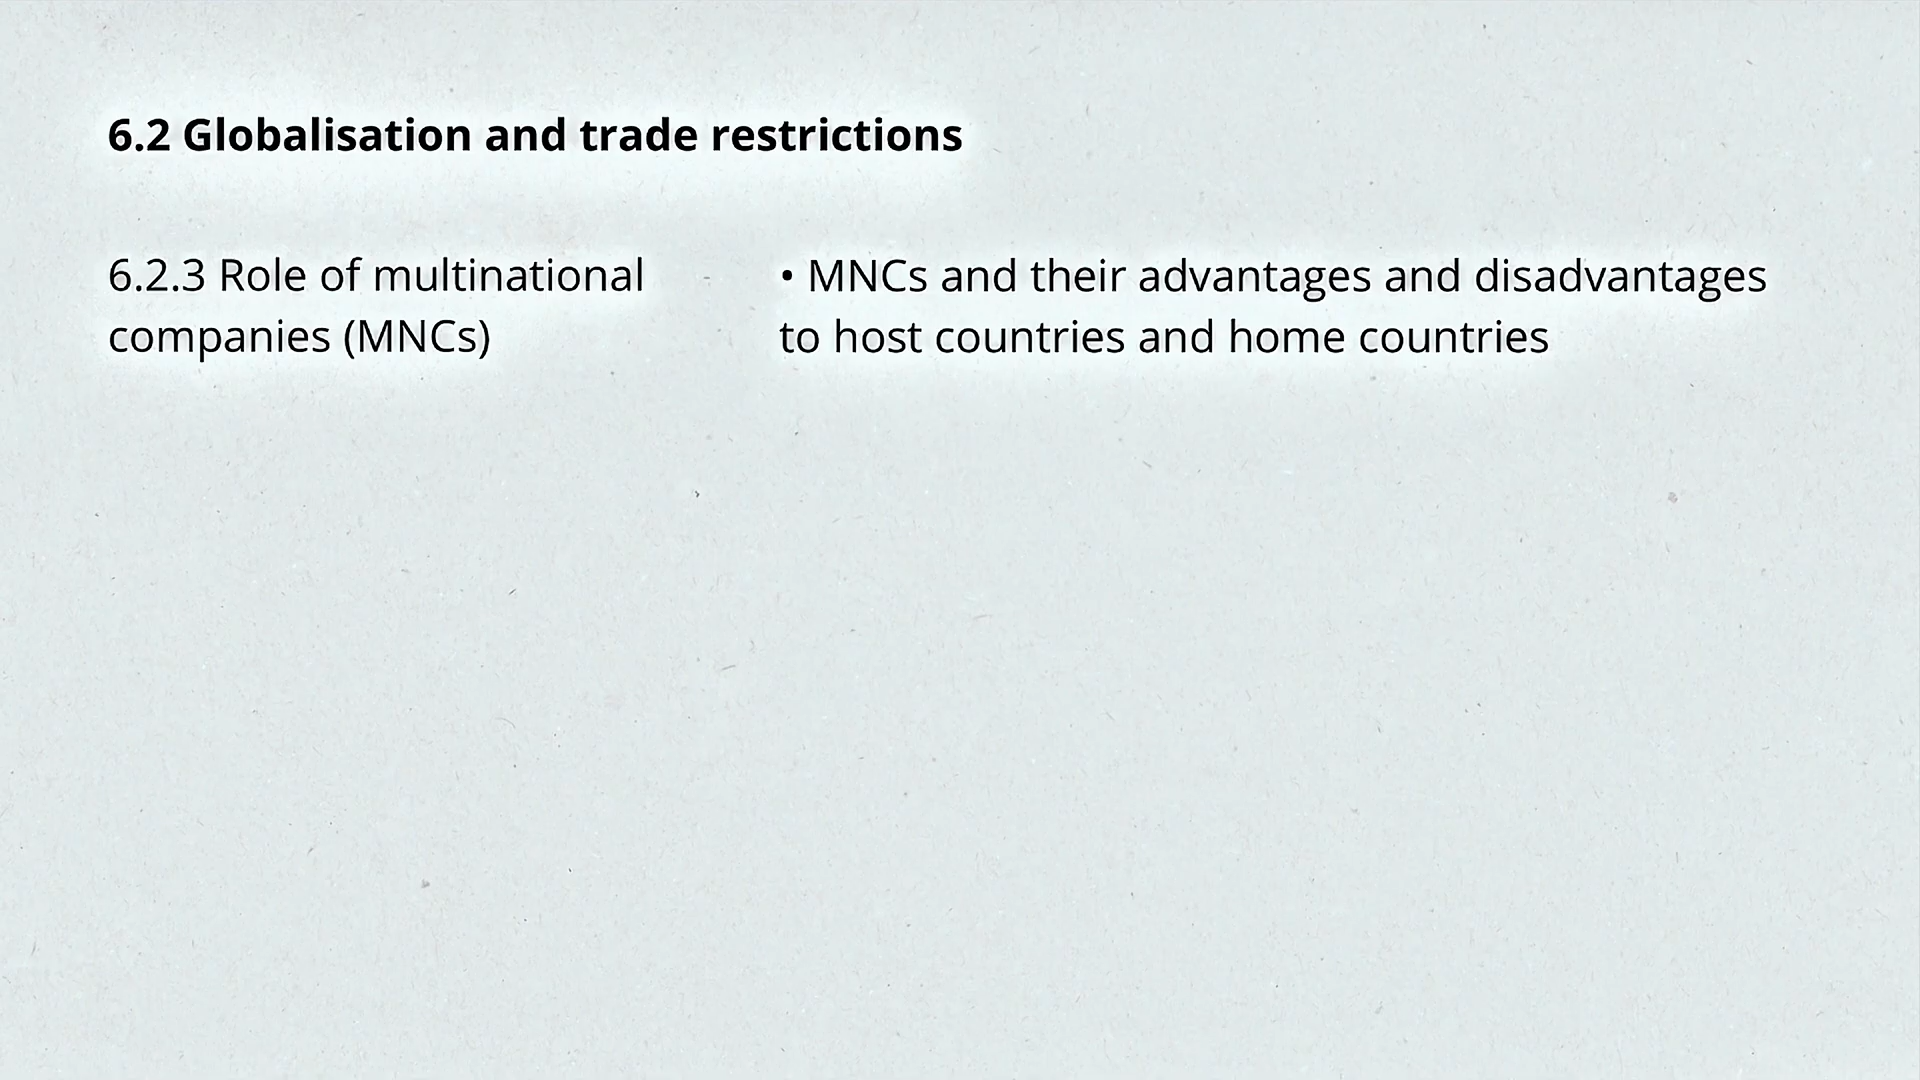 6.2 Globalisation and trade restrictions
6.2.3 Role of multinational
companies (MNCs)
• MNCs and their advantages and disadvantages
to host countries and home countries